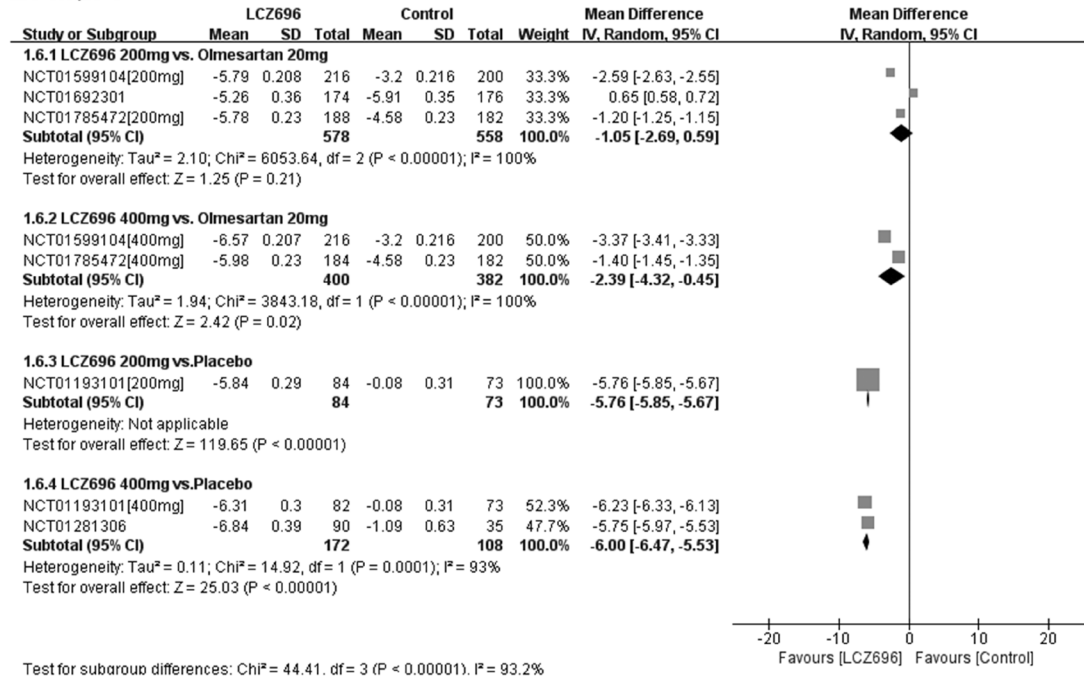 LCZ696 Control Mean Difference Mean Difference
Study or Subgroup Mean SD Total Mean SD Total Weight IV, Random, 95% CI IV, Random, 95% CI
1.6.1 LCZ696 200mg vs. Olmesartan 20mg
NCT01599104[200mg] -5.79 0.208 216 -3.2 0.216 200 33.3% -2.59 [-2.63, -2.55]
NCT01692301 -5.26 0.36 174 -5.91 0.35 176 33.3% 0.65 [0.58, 0.72]
NCT01785472[200mg] -5.78 0.23 188 -4.58 0.23 182 33.3% -1.20 [-1.25, -1.15]
Subtotal (95% CI) 578 558 100.0% -1.05 [-2.69, 0.59]
Heterogeneity: Tau² = 2.10; Chi² = 6053.64, df = 2 (P < 0.00001); I² = 100%
Test for overall effect: Z = 1.25 (P = 0.21)
1.6.2 LCZ696 400mg vs. Olmesartan 20mg
NCT01599104[400mg] -6.57 0.207 216 -3.2 0.216 200 50.0% -3.37 [-3.41, -3.33]
NCT01785472[400mg] -5.98 0.23 184 -4.58 0.23 182 50.0% -1.40 [-1.45, -1.35]
Subtotal (95% CI) 400 382 100.0% -2.39 [-4.32, -0.45]
Heterogeneity: Tau² = 1.94; Chi² = 3843.18, df = 1 (P < 0.00001); I² = 100%
Test for overall effect: Z = 2.42 (P = 0.02)
1.6.3 LCZ696 200mg vs.Placebo
NCT01193101[200mg] -5.84 0.29 84 -0.08 0.31 73 100.0% -5.76 [-5.85, -5.67]
Subtotal (95% CI) 84 73 100.0% -5.76 [-5.85, -5.67]
Heterogeneity: Not applicable
Test for overall effect: Z = 119.65 (P < 0.00001)
1.6.4 LCZ696 400mg vs.Placebo
NCT01193101[400mg] -6.31 0.3 82 -0.08 0.31 73 52.3% -6.23 [-6.33, -6.13]
NCT01281306 -6.84 0.39 90 -1.09 0.63 35 47.7% -5.75 [-5.97, -5.53]
Subtotal (95% CI) 172 108 100.0% -6.00 [-6.47, -5.53]
Heterogeneity: Tau² = 0.11; Chi² = 14.92, df = 1 (P = 0.0001); I² = 93%
Test for overall effect: Z = 25.03 (P < 0.00001)
-20 -10 0 10 20
Favours [LCZ696] Favours [Control]
Test for subgroup differences: Chi² = 44.41, df = 3 (P < 0.00001), I² = 93.2%